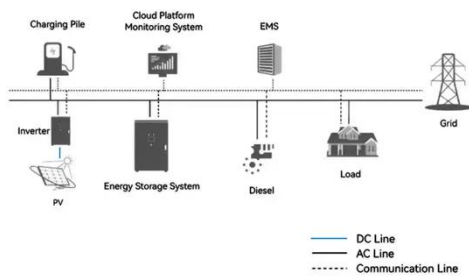 Charging Pile
Cloud Platform
Monitoring System
EMS
Grid
Inverter
PV
Energy Storage System
Diesel
Load
DC Line
AC Line
Communication Line